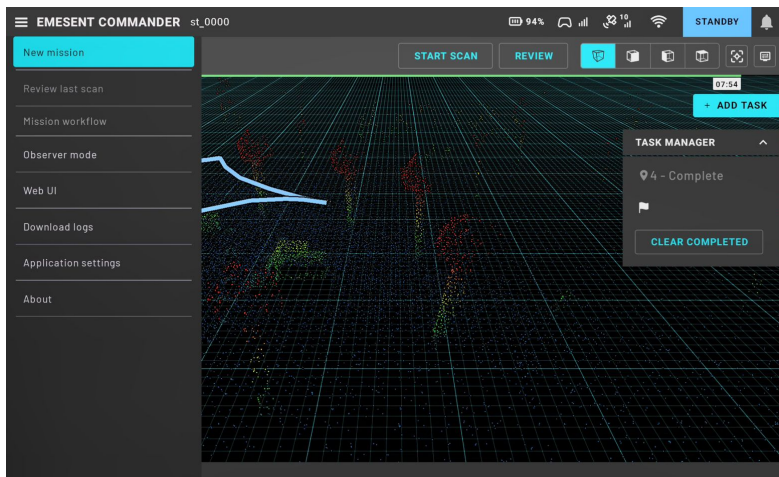 EMESENT COMMANDER st_0000 94% 10 STANDBY
New mission
START SCAN REVIEW
Review last scan
07:54
+ ADD TASK
Mission workflow
TASK MANAGER
Observer mode
4 - Complete
Web UI
Download logs
CLEAR COMPLETED
Application settings
About